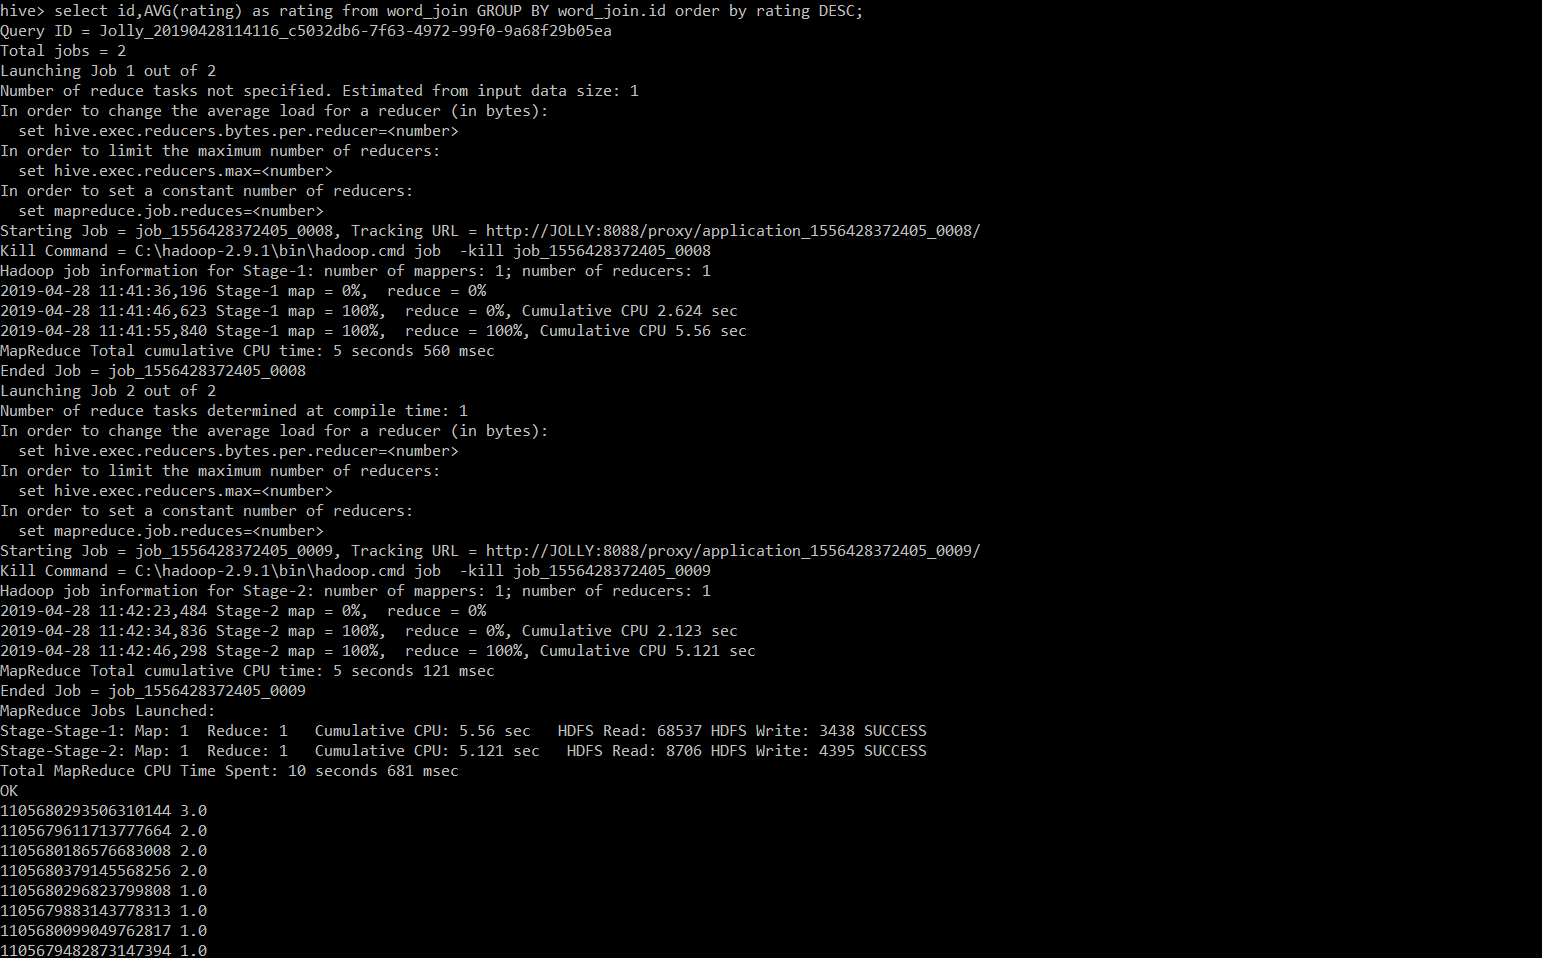 hive> select id,AVG(rating) as rating from word_join GROUP BY word_join.id order by rating DESC;
Query ID = Jolly_20190428114116_c5032db6-7f63-4972-99f0-9a68f29b05ea
Total jobs = 2
Launching Job 1 out of 2
Number of reduce tasks not specified. Estimated from input data size: 1
In order to change the average load for a reducer (in bytes):
  set hive.exec.reducers.bytes.per.reducer=<number>
In order to limit the maximum number of reducers:
  set hive.exec.reducers.max=<number>
In order to set a constant number of reducers:
  set mapreduce.job.reduces=<number>
Starting Job = job_1556428372405_0008, Tracking URL = http://JOLLY:8088/proxy/application_1556428372405_0008/
Kill Command = C:\hadoop-2.9.1\bin\hadoop.cmd job  -kill job_1556428372405_0008
Hadoop job information for Stage-1: number of mappers: 1; number of reducers: 1
2019-04-28 11:41:36,196 Stage-1 map = 0%,  reduce = 0%
2019-04-28 11:41:46,623 Stage-1 map = 100%,  reduce = 0%, Cumulative CPU 2.624 sec
2019-04-28 11:41:55,840 Stage-1 map = 100%,  reduce = 100%, Cumulative CPU 5.56 sec
MapReduce Total cumulative CPU time: 5 seconds 560 msec
Ended Job = job_1556428372405_0008
Launching Job 2 out of 2
Number of reduce tasks determined at compile time: 1
In order to change the average load for a reducer (in bytes):
  set hive.exec.reducers.bytes.per.reducer=<number>
In order to limit the maximum number of reducers:
  set hive.exec.reducers.max=<number>
In order to set a constant number of reducers:
  set mapreduce.job.reduces=<number>
Starting Job = job_1556428372405_0009, Tracking URL = http://JOLLY:8088/proxy/application_1556428372405_0009/
Kill Command = C:\hadoop-2.9.1\bin\hadoop.cmd job  -kill job_1556428372405_0009
Hadoop job information for Stage-2: number of mappers: 1; number of reducers: 1
2019-04-28 11:42:23,484 Stage-2 map = 0%,  reduce = 0%
2019-04-28 11:42:34,836 Stage-2 map = 100%,  reduce = 0%, Cumulative CPU 2.123 sec
2019-04-28 11:42:46,298 Stage-2 map = 100%,  reduce = 100%, Cumulative CPU 5.121 sec
MapReduce Total cumulative CPU time: 5 seconds 121 msec
Ended Job = job_1556428372405_0009
MapReduce Jobs Launched:
Stage-Stage-1: Map: 1  Reduce: 1   Cumulative CPU: 5.56 sec   HDFS Read: 68537 HDFS Write: 3438 SUCCESS
Stage-Stage-2: Map: 1  Reduce: 1   Cumulative CPU: 5.121 sec   HDFS Read: 8706 HDFS Write: 4395 SUCCESS
Total MapReduce CPU Time Spent: 10 seconds 681 msec
OK
1105680293506310144 3.0
1105679611713777664 2.0
1105680186576683008 2.0
1105680379145568256 2.0
1105680296823799808 1.0
1105679883143778313 1.0
1105680099049762817 1.0
1105679482873147394 1.0